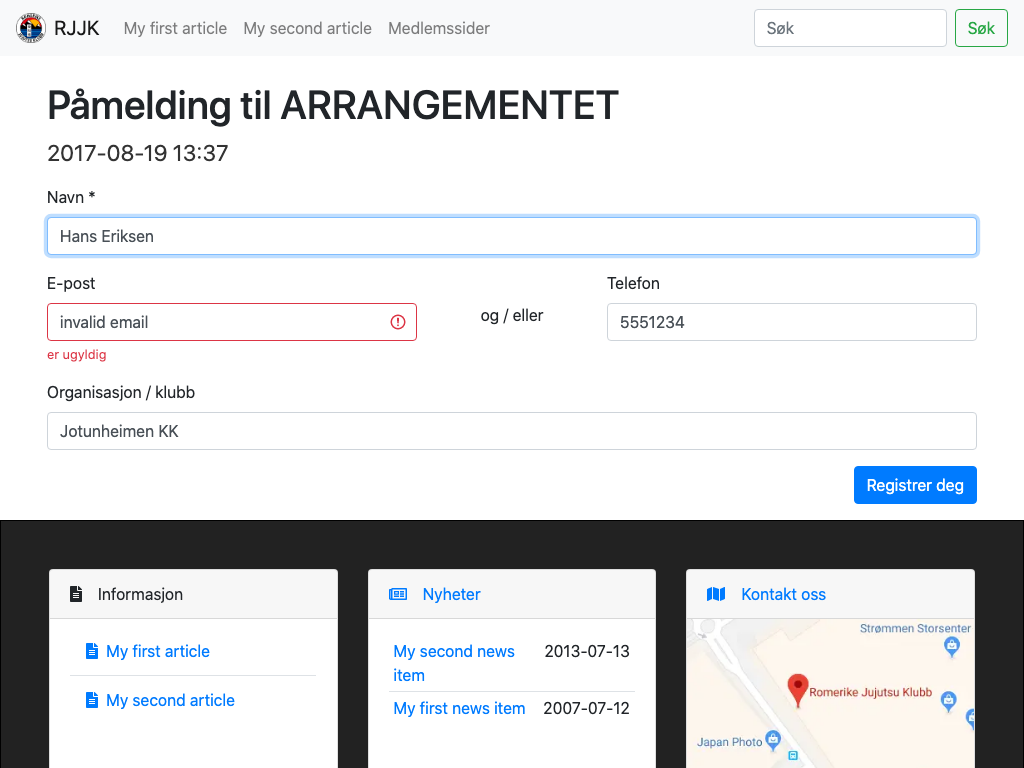 RJJK My first article My second article Medlemssider Søk Søk
Påmelding til ARRANGEMENTET
2017-08-19 13:37
Navn *
Hans Eriksen
E-post
Telefon
invalid email
og / eller
5551234
er ugyldig
Organisasjon / klubb
Jotunheimen KK
Registrer deg
Informasjon
My first article
My second article
Nyheter
My second news item 2013-07-13
My first news item 2007-07-12
Kontakt oss
Strømmen Storsenter
Romerike Jujutsu Klubb
Japan Photo